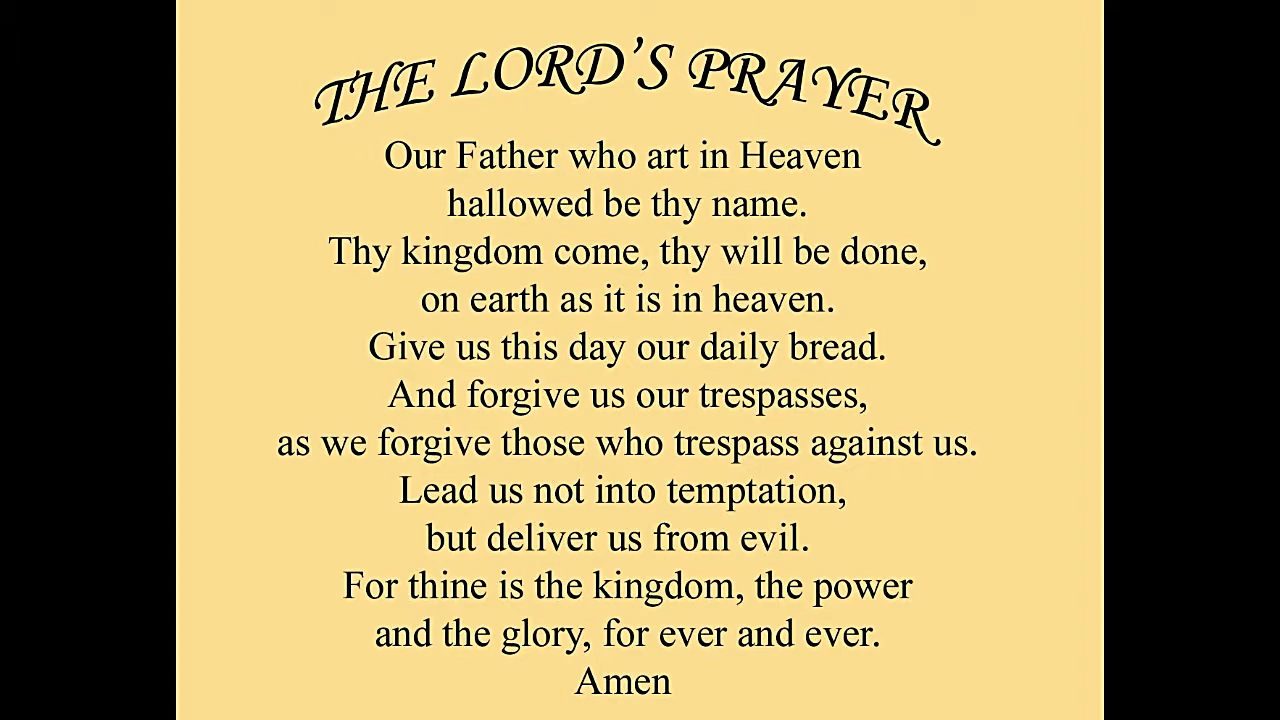 THE LORD’S PRAYER
Our Father who art in Heaven
hallowed be thy name.
Thy kingdom come, thy will be done,
on earth as it is in heaven.
Give us this day our daily bread.
And forgive us our trespasses,
as we forgive those who trespass against us.
Lead us not into temptation,
but deliver us from evil.
For thine is the kingdom, the power
and the glory, for ever and ever.
Amen